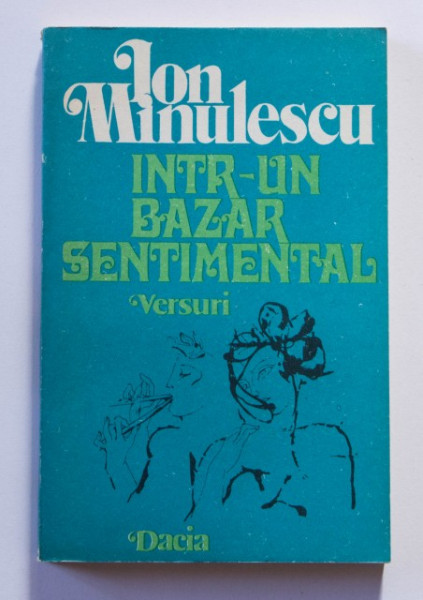 Ion
Minulescu
INTR-UN
BAZAR
SENTIMENTAL
Versuri
Dacia